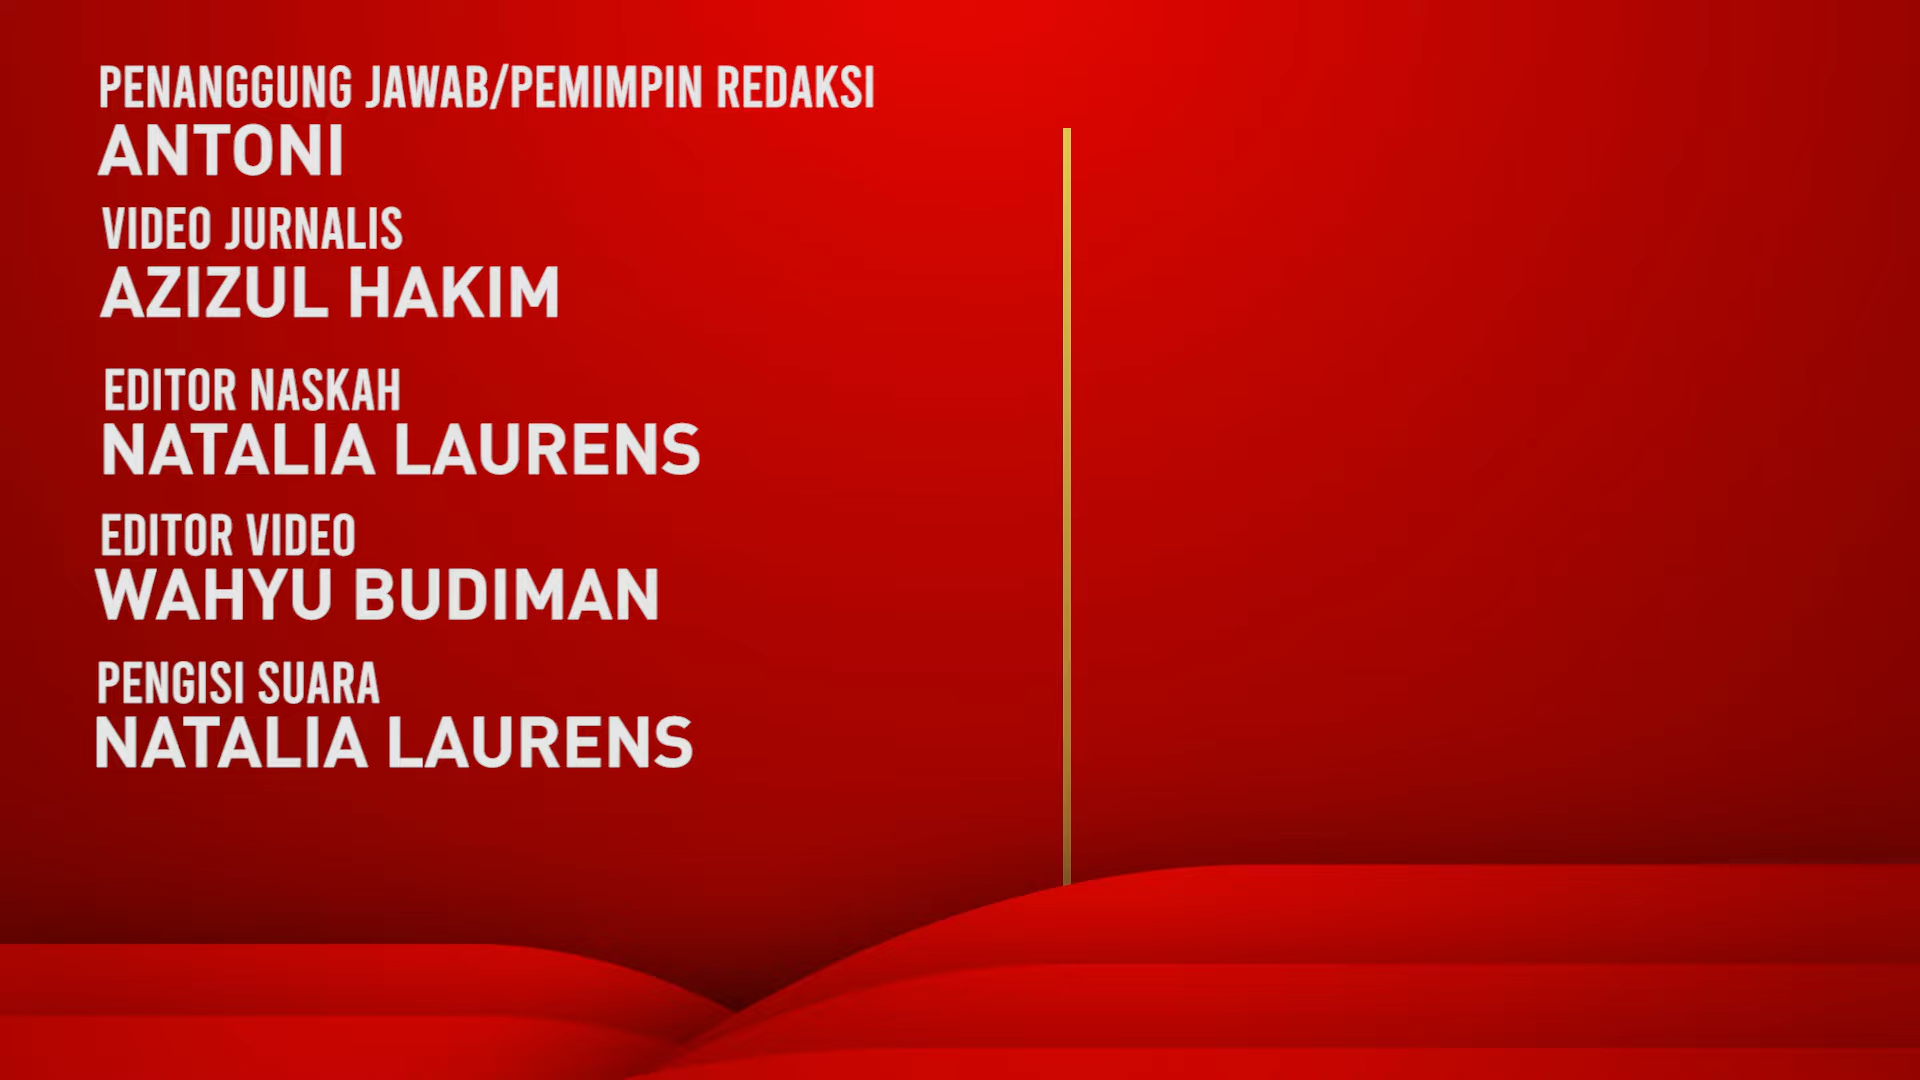 PENANGGUNG JAWAB/PEMIMPIN REDAKSI
ANTONI
VIDEO JURNALIS
AZIZUL HAKIM
EDITOR NASKAH
NATALIA LAURENS
EDITOR VIDEO
WAHYU BUDIMAN
PENGISI SUARA
NATALIA LAURENS